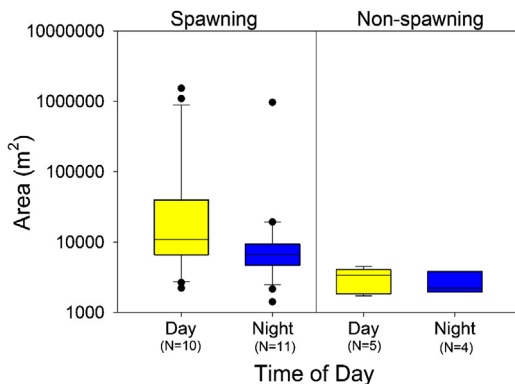 Spawning Non-spawning
10000000
1000000
100000
10000
1000
Area (m²)
Day Night Day Night
(N=10) (N=11) (N=5) (N=4)
Time of Day